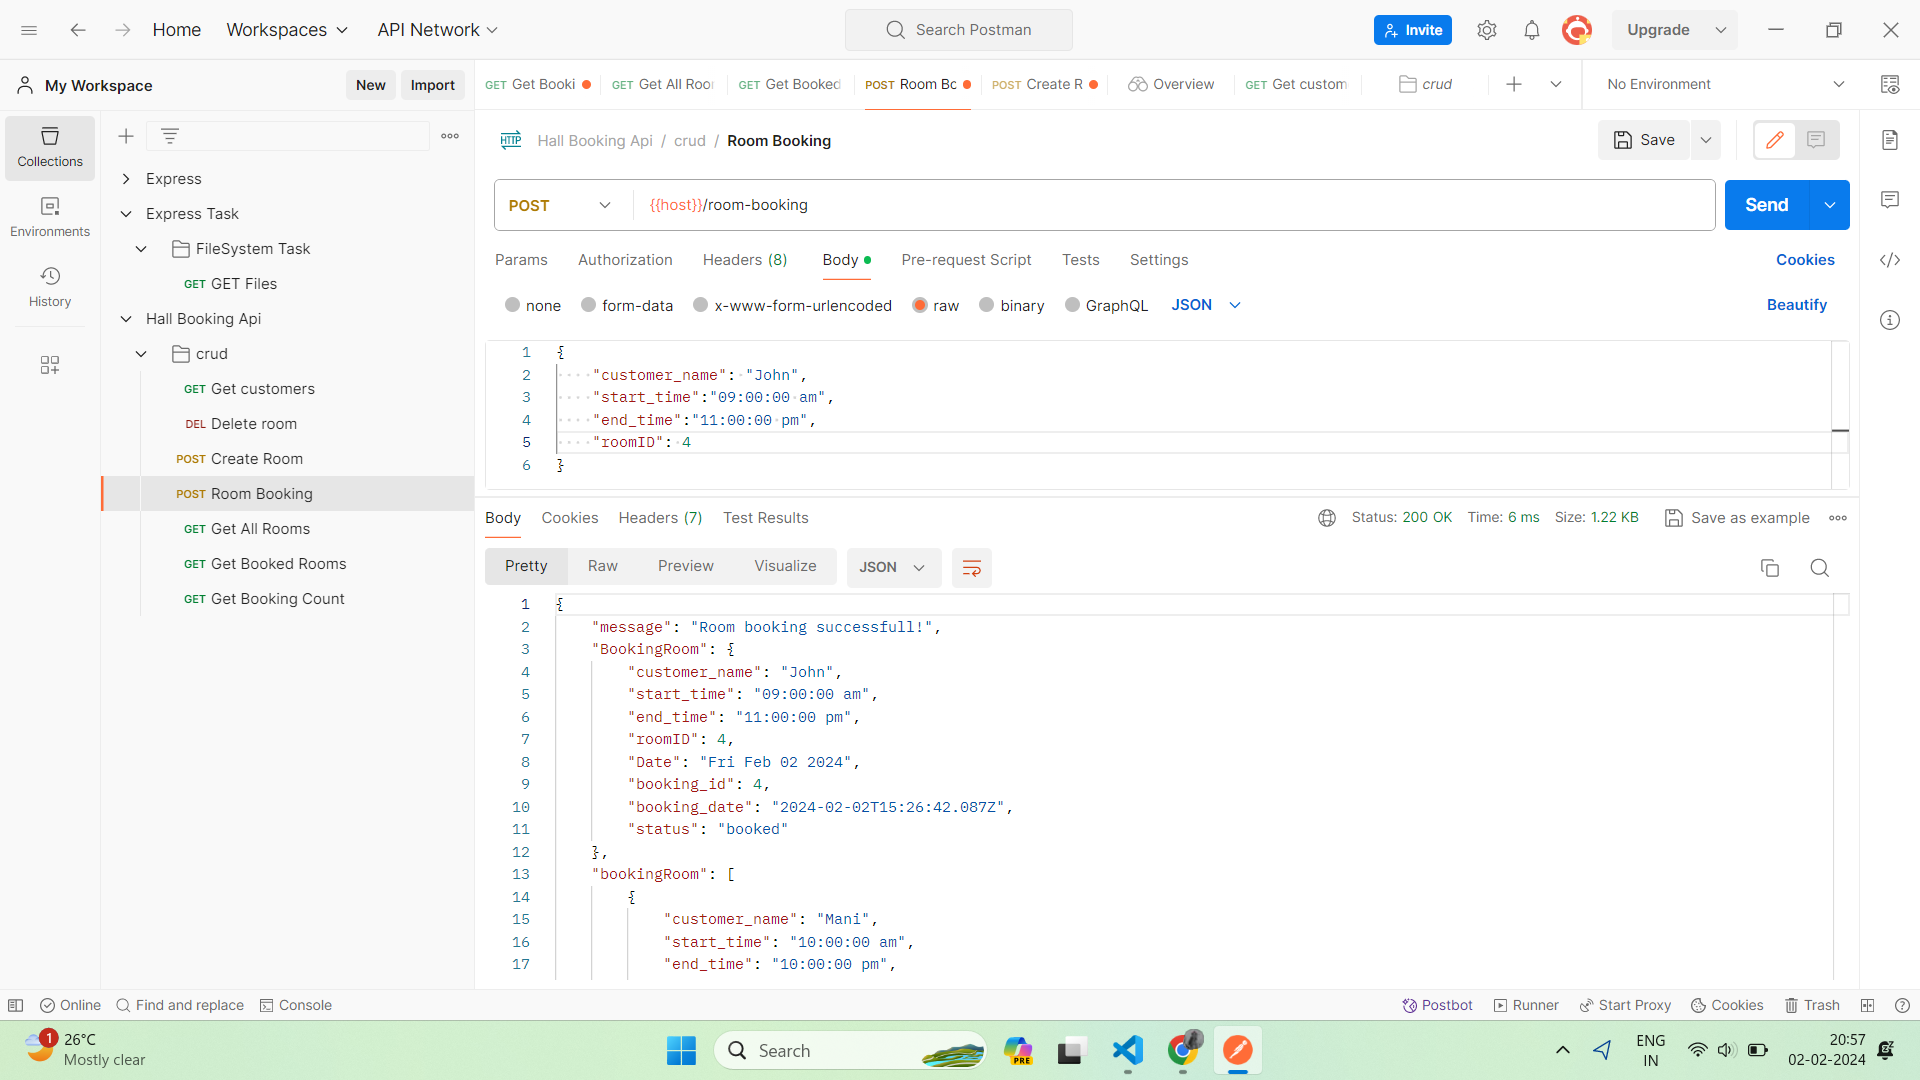 Home Workspaces API Network Search Postman Invite Upgrade
My Workspace New Import GET Get Booki GET Get All Roor GET Get Booked POST Room Bc POST Create R Overview GET Get custom crud No Environment
Collections
Environments
History
Express
Express Task
FileSystem Task
GET GET Files
Hall Booking Api
crud
GET Get customers
DEL Delete room
POST Create Room
POST Room Booking
GET Get All Rooms
GET Get Booked Rooms
GET Get Booking Count
HTTP Hall Booking Api / crud / Room Booking Save
POST {{host}}/room-booking Send
Params Authorization Headers (8) Body Pre-request Script Tests Settings Cookies
none form-data x-www-form-urlencoded raw binary GraphQL JSON Beautify
1 {
2 "customer_name": "John",
3 "start_time":"09:00:00 am",
4 "end_time":"11:00:00 pm",
5 "roomID": 4
6 }
Body Cookies Headers (7) Test Results Status: 200 OK Time: 6 ms Size: 1.22 KB Save as example
Pretty Raw Preview Visualize JSON
1 {
2 "message": "Room booking successfull!",
3 "BookingRoom": {
4 "customer_name": "John",
5 "start_time": "09:00:00 am",
6 "end_time": "11:00:00 pm",
7 "roomID": 4,
8 "Date": "Fri Feb 02 2024",
9 "booking_id": 4,
10 "booking_date": "2024-02-02T15:26:42.087Z",
11 "status": "booked"
12 },
13 "bookingRoom": [
14 {
15 "customer_name": "Mani",
16 "start_time": "10:00:00 am",
17 "end_time": "10:00:00 pm",
Online Find and replace Console Postbot Runner Start Proxy Cookies Trash
1 26°C
Mostly clear
Search
PRE
ENG
IN
20:57
02-02-2024